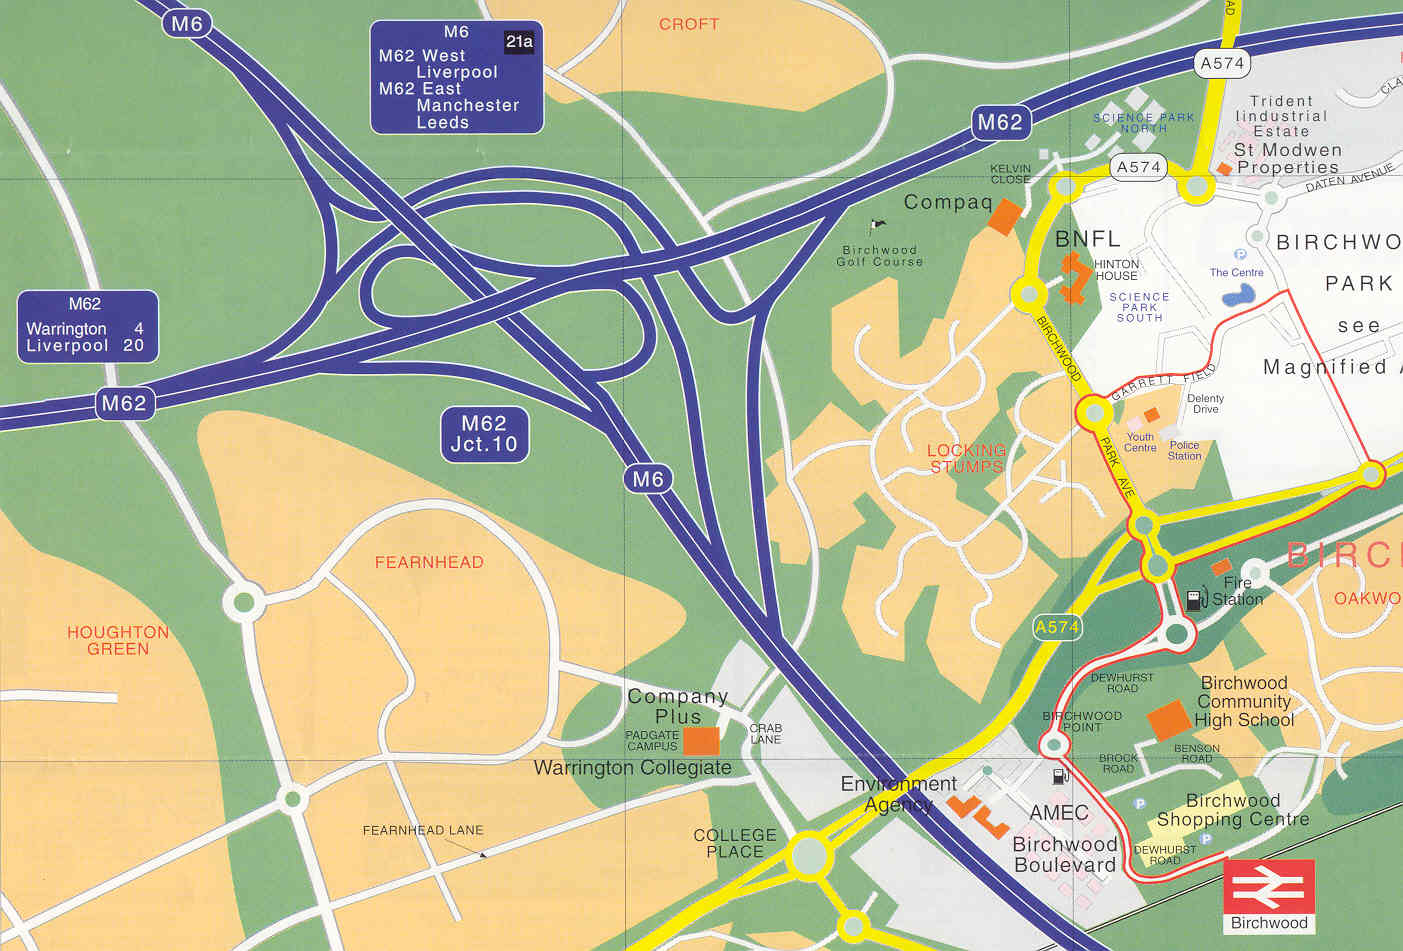 M6
M6
21a
M62 West
Liverpool
M62 East
Manchester
Leeds
CROFT
A574
M62
SCIENCE PARK
NORTH
Trident
Iindustrial
Estate
St Modwen
Properties
A574
KELVIN
CLOSE
DATEN AVENUE
Compaq
Birchwood
Golf Course
BNFL
HINTON
HOUSE
BIRCHWO
P
The Centre
PARK
SCIENCE
PARK
SOUTH
see
M62
Warrington 4
Liverpool 20
BIRCHWOOD
Magnified A
GARRETT FIELD
M62
M62
Jct.10
Delenty
Drive
Youth
Centre
Police
Station
PARK AVE
LOCKING
STUMPS
M6
FEARNHEAD
BIRC
Fire
Station
OAKWO
HOUGHTON
GREEN
A574
DEWHURST
ROAD
Birchwood
Community
High School
Company
Plus
PADGATE
CAMPUS
CRAB
LANE
Warrington Collegiate
BIRCHWOOD
POINT
BROCK
ROAD
BENSON
ROAD
Environment
Agency
AMEC
P
Birchwood
Shopping Centre
P
FEARNHEAD LANE
COLLEGE
PLACE
Birchwood
Boulevard
DEWHURST
ROAD
Birchwood